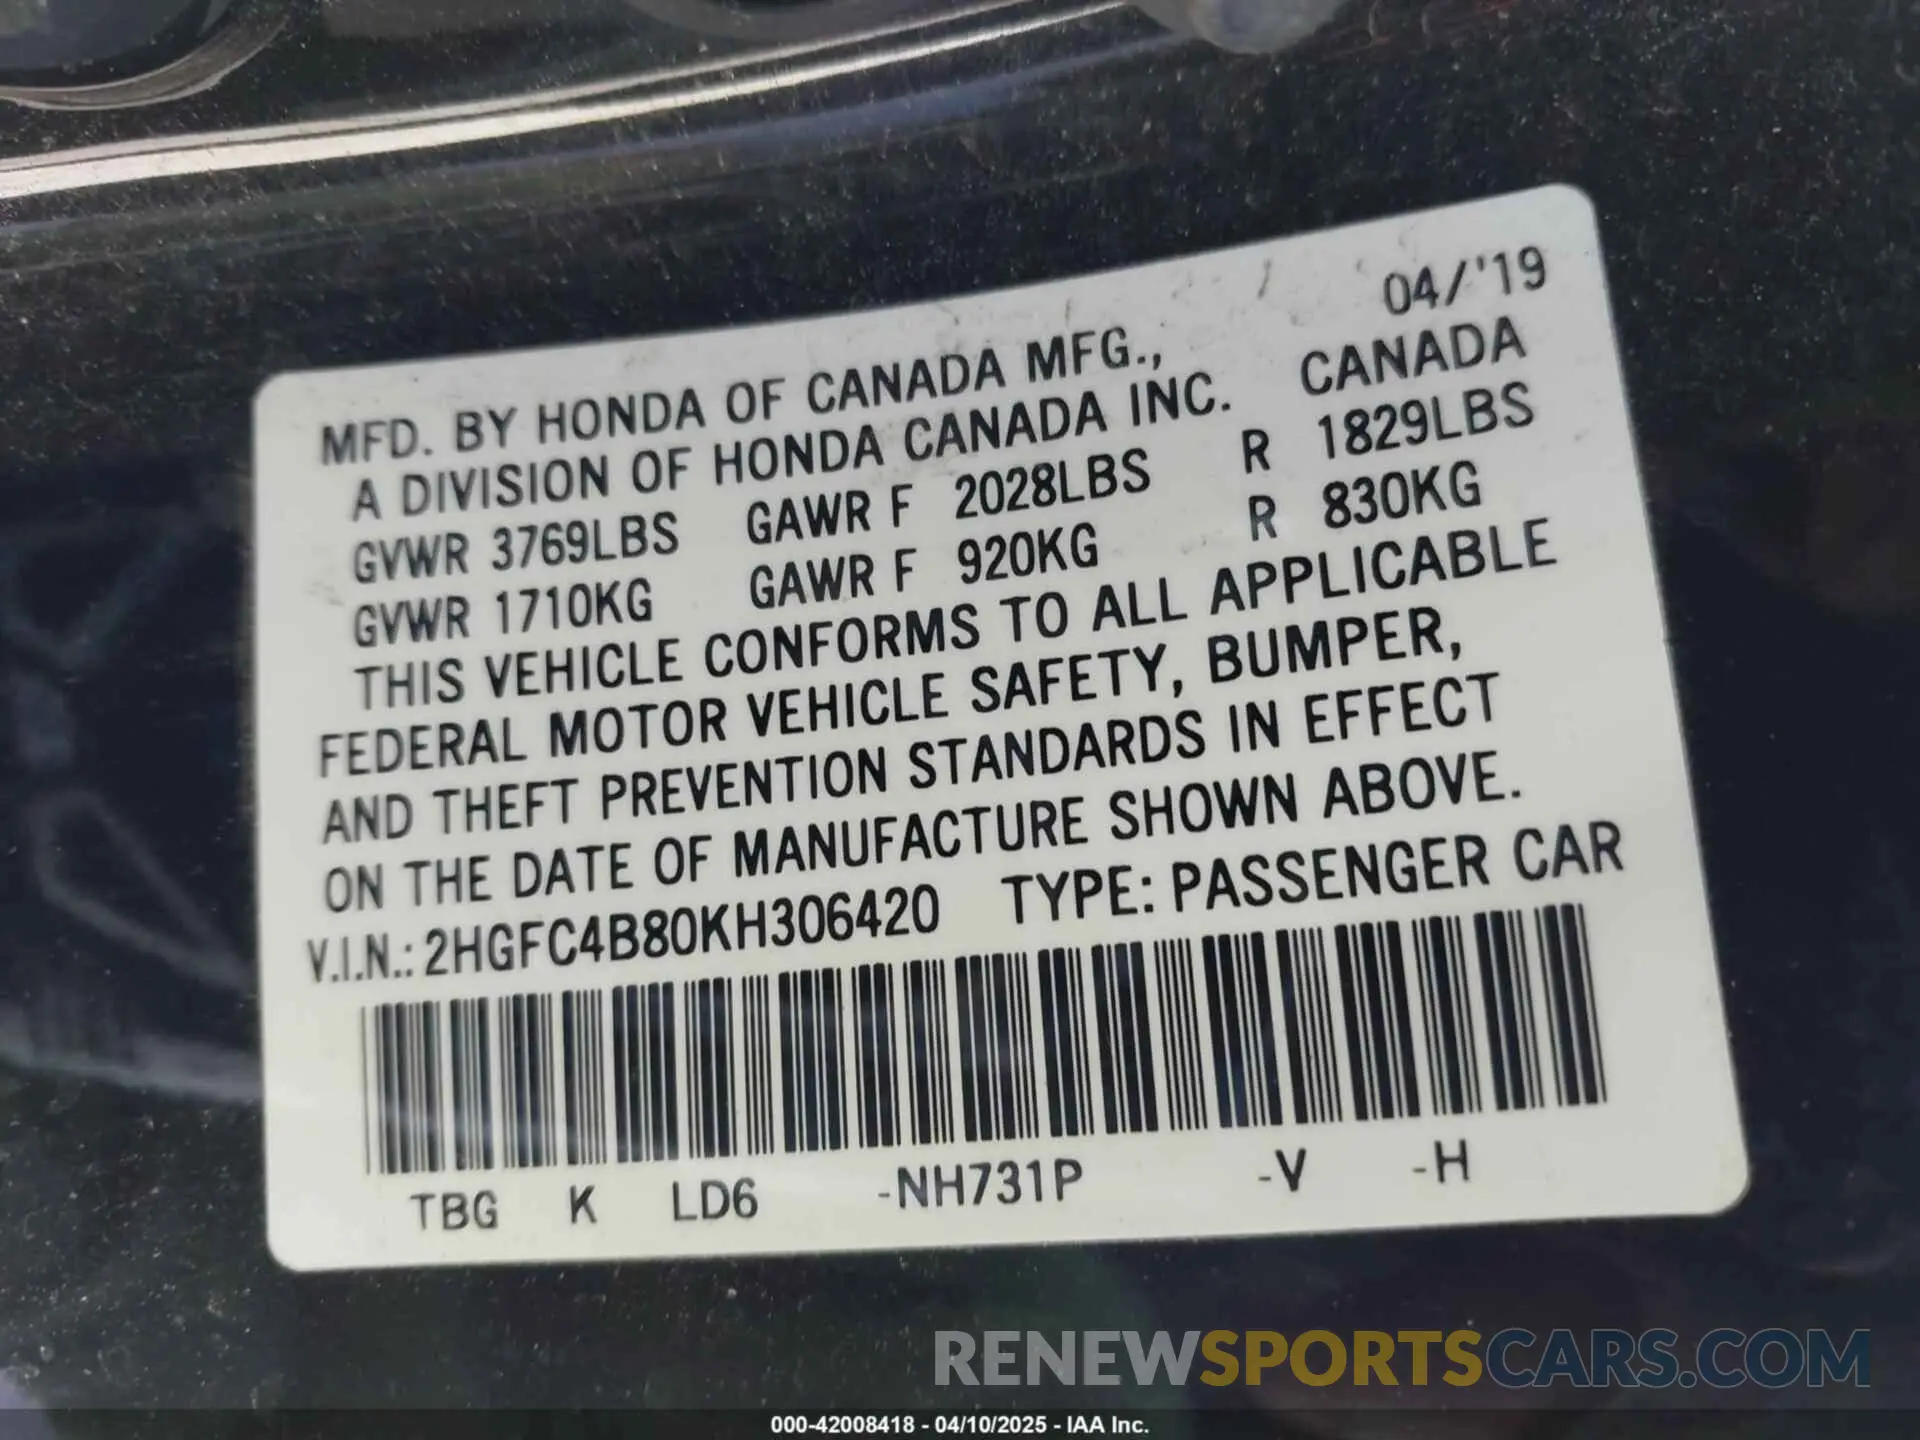 04/'19
MFD. BY HONDA OF CANADA MFG.,
A DIVISION OF HONDA CANADA INC. CANADA
GVWR 3769LBS GAWR F 2028LBS R 1829LBS
GVWR 1710KG GAWR F 920KG R 830KG
THIS VEHICLE CONFORMS TO ALL APPLICABLE
FEDERAL MOTOR VEHICLE SAFETY, BUMPER,
AND THEFT PREVENTION STANDARDS IN EFFECT
ON THE DATE OF MANUFACTURE SHOWN ABOVE.
V.I.N.: 2HGFC4B80KH306420 TYPE: PASSENGER CAR
TBG K LD6 -NH731P -V -H
RENEWSPORTSCARS.COM
000-42008418 - 04/10/2025 - IAA Inc.